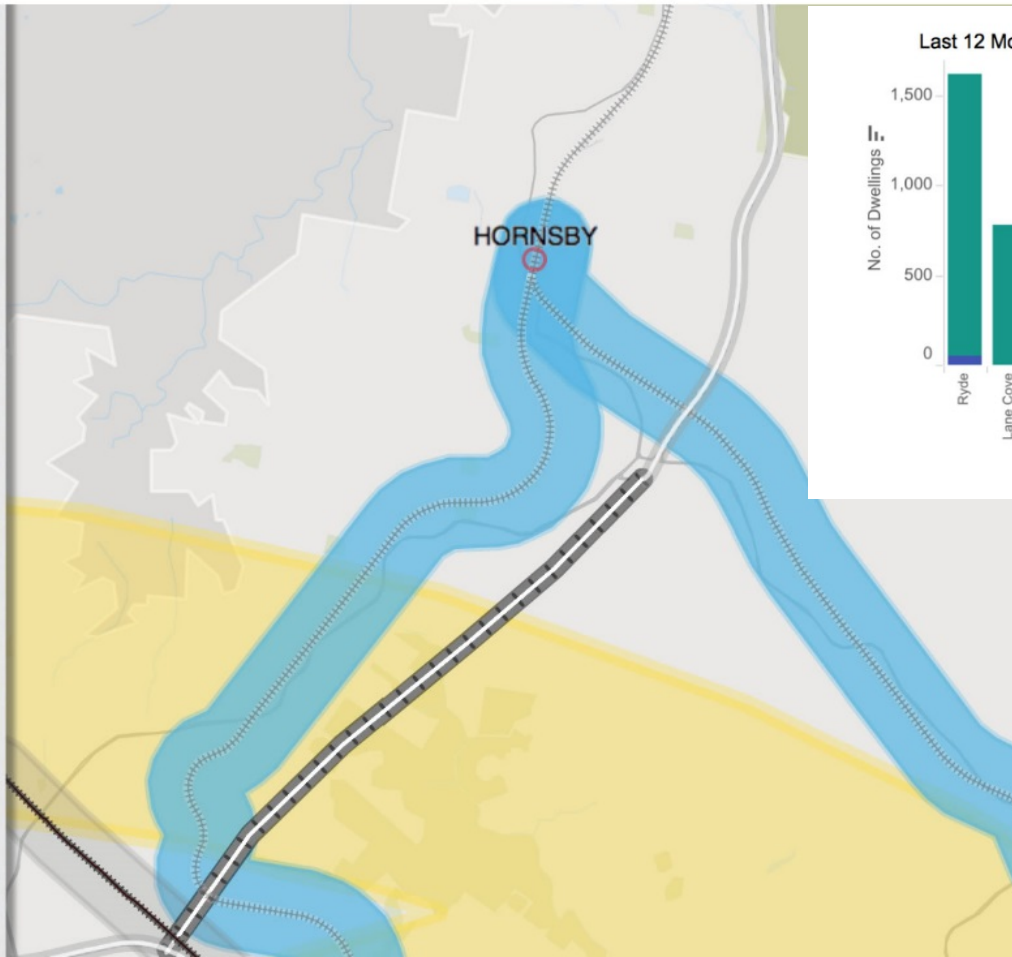 HORNSBY
Last 12 Mo
1,500
1,000
500
0
No. of Dwellings
Ryde
Lane Cove